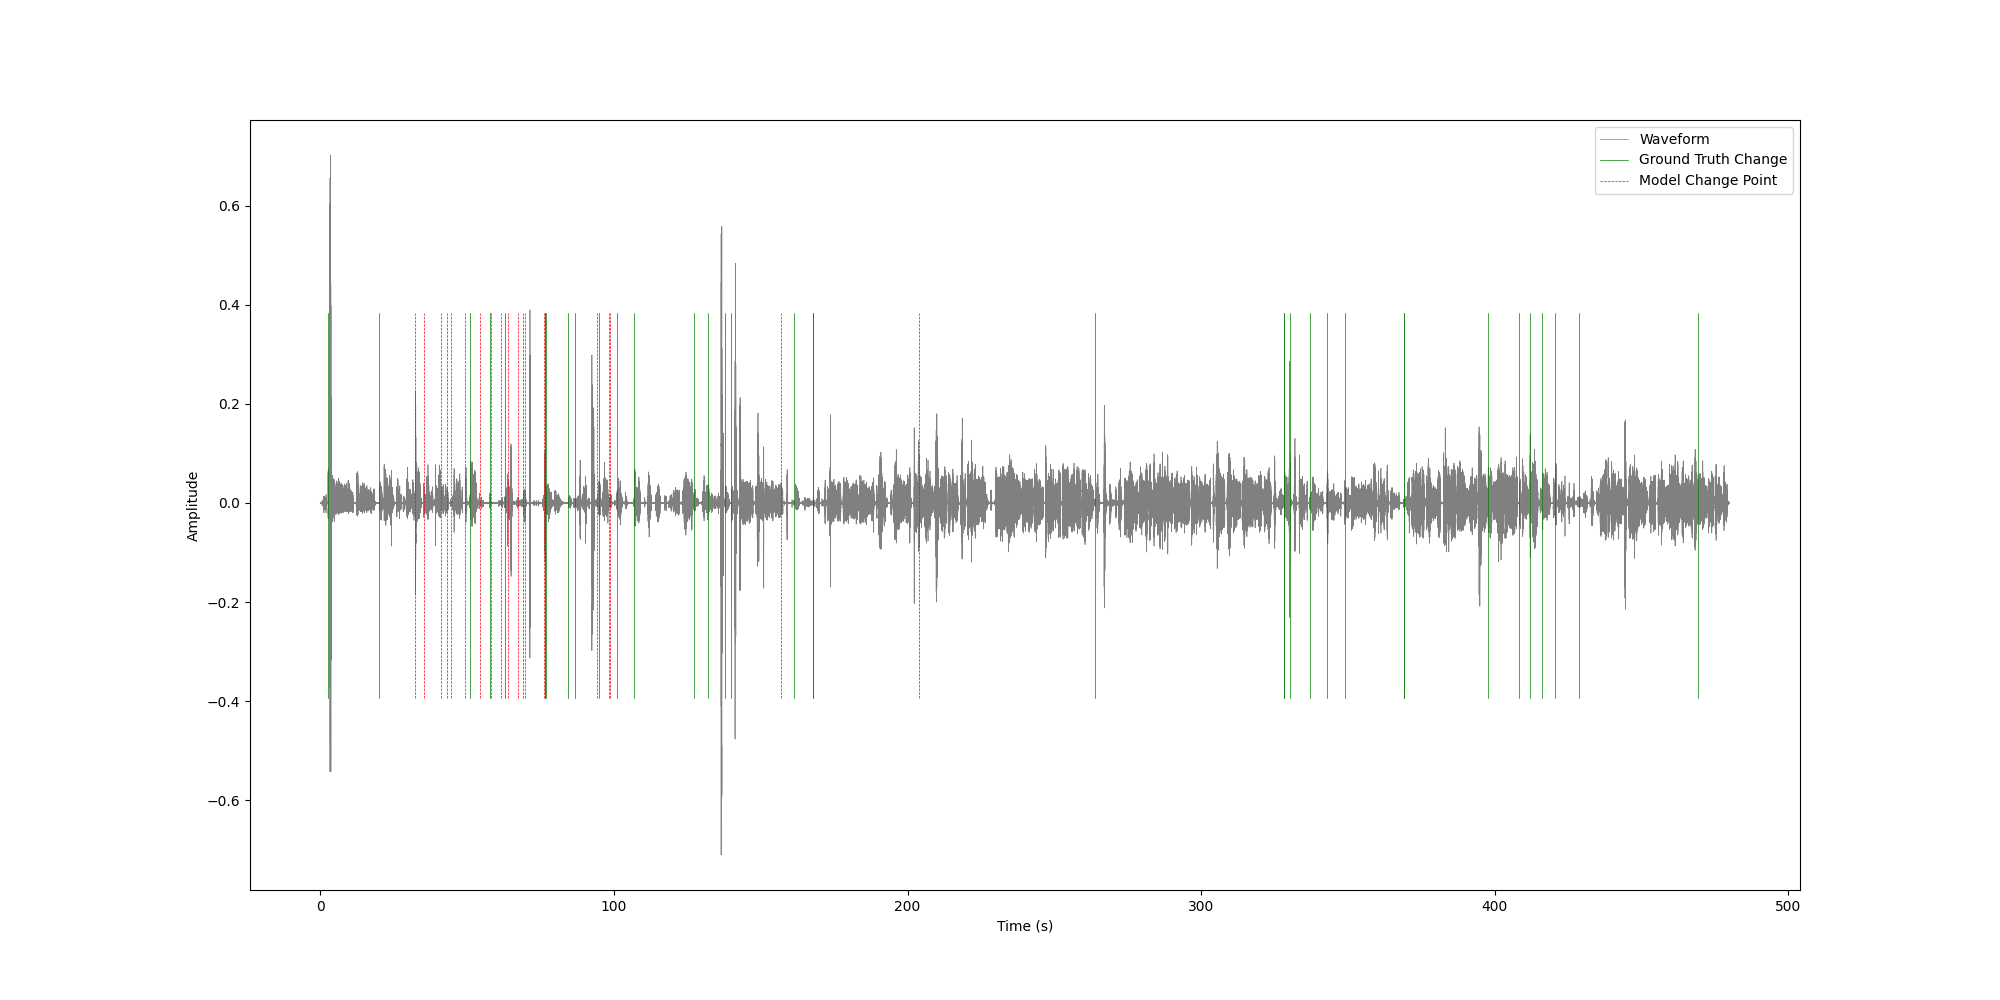 Waveform
Ground Truth Change
Model Change Point
0.6
0.4
0.2
0.0
−0.2
−0.4
−0.6
Amplitude
0 100 200 300 400 500
Time (s)